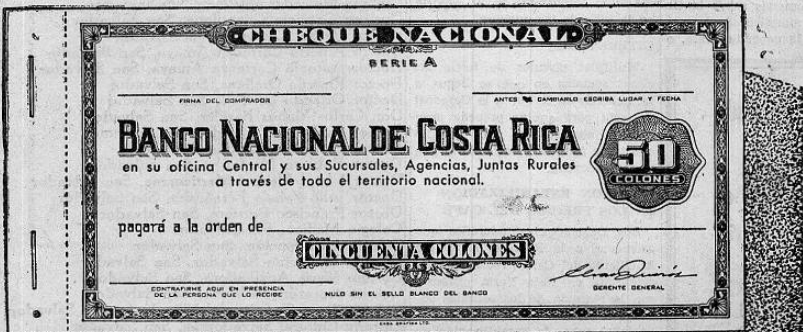 CHEQUE NACIONAL
SERIE A
FIRMA DEL COMPRADOR
ANTES DE CAMBIARLO ESCRIBA LUGAR Y FECHA
BANCO NACIONAL DE COSTA RICA
en su oficina Central y sus Sucursales, Agencias, Juntas Rurales
a través de todo el territorio nacional.
50
COLONES
pagará a la orden de
CINCUENTA COLONES
CONTRAFIRME AQUI EN PRESENCIA
DE LA PERSONA QUE LO RECIBE
NULO SIN EL SELLO BLANCO DEL BANCO
GERENTE GENERAL
CASA GRAFICA LTD.